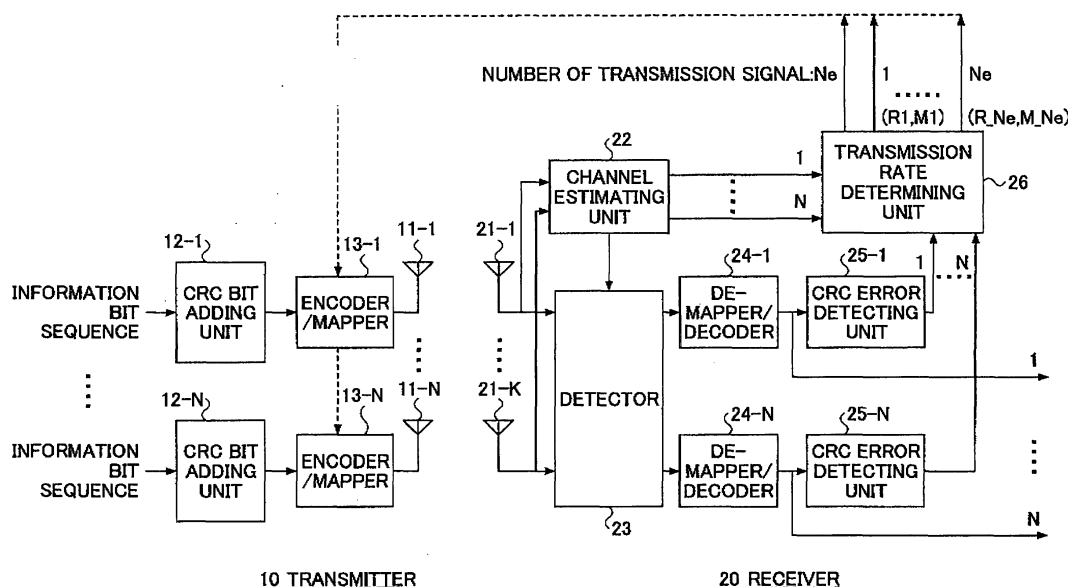 NUMBER OF TRANSMISSION SIGNAL:Ne
1
Ne
(R1,M1)
(R_Ne,M_Ne)
22
CHANNEL
ESTIMATING
UNIT
1
N
TRANSMISSION
RATE
DETERMINING
UNIT
26
12-1
13-1
11-1
21-1
24-1
25-1
1
N
INFORMATION
BIT
SEQUENCE
CRC BIT
ADDING
UNIT
ENCODER
/MAPPER
DE-
MAPPER/
DECODER
CRC ERROR
DETECTING
UNIT
1
12-N
13-N
11-N
21-K
DETECTOR
24-N
25-N
INFORMATION
BIT
SEQUENCE
CRC BIT
ADDING
UNIT
ENCODER
/MAPPER
DE-
MAPPER/
DECODER
CRC ERROR
DETECTING
UNIT
23
N
10 TRANSMITTER
20 RECEIVER